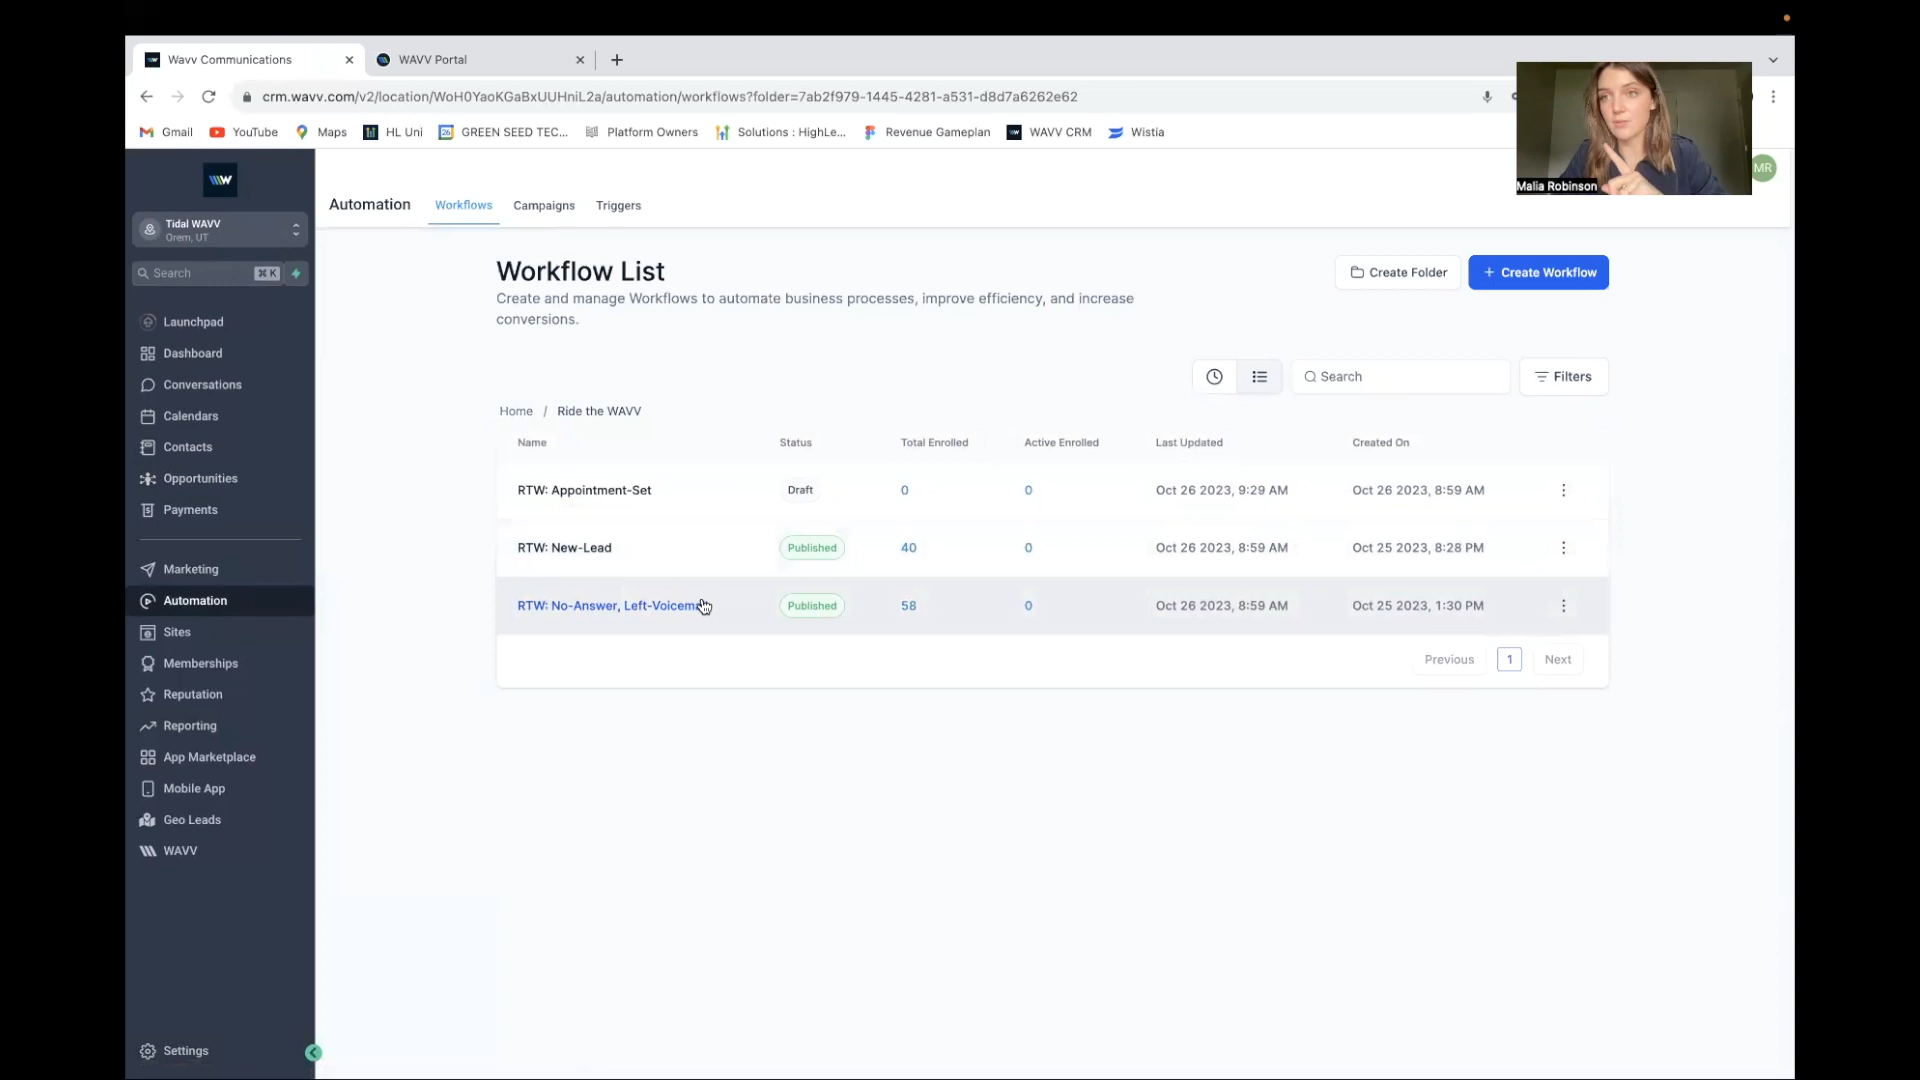 Wavv Communications
WAVV Portal
crm.wavv.com/v2/location/WoH0YaoKGaBxUUHniL2a/automation/workflows?folder=7ab2f979-1445-4281-a531-d8d7a6262e62
Gmail YouTube Maps HL Uni GREEN SEED TEC... Platform Owners Solutions : HighLe... Revenue Gameplan WAVV CRM Wistia
Malia Robinson
MR
Tidal WAVV
Orem, UT
Search ⌘ K
Launchpad
Dashboard
Conversations
Calendars
Contacts
Opportunities
Payments
Marketing
Automation
Sites
Memberships
Reputation
Reporting
App Marketplace
Mobile App
Geo Leads
WAVV
Settings
Automation Workflows Campaigns Triggers
Workflow List
Create and manage Workflows to automate business processes, improve efficiency, and increase
conversions.
Create Folder
+ Create Workflow
Search
Filters
Home / Ride the WAVV
Name Status Total Enrolled Active Enrolled Last Updated Created On
RTW: Appointment-Set Draft 0 0 Oct 26 2023, 9:29 AM Oct 26 2023, 8:59 AM
RTW: New-Lead Published 40 0 Oct 26 2023, 8:59 AM Oct 25 2023, 8:28 PM
RTW: No-Answer, Left-Voicem Published 58 0 Oct 26 2023, 8:59 AM Oct 25 2023, 1:30 PM
Previous 1 Next